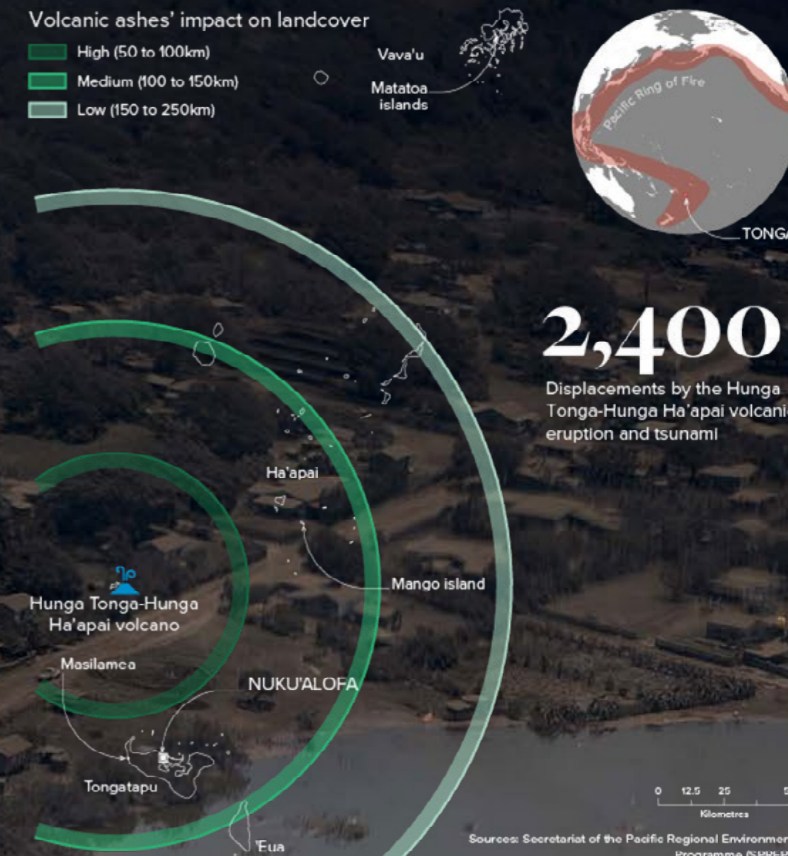 Volcanic ashes' impact on landcover
High (50 to 100km)
Medium (100 to 150km)
Low (150 to 250km)
Vava'u
Matatoa
islands
Pacific Ring of Fire
TONGA
2,400
Displacements by the Hunga
Tonga-Hunga Ha'apai volcanic
eruption and tsunami
Ha'apai
Mango island
Hunga Tonga-Hunga
Ha'apai volcano
Masilamea
NUKU'ALOFA
Tongatapu
'Eua
0 12.5 25
Kilometres
Sources: Secretariat of the Pacific Regional Environment
Programme (SPREP)